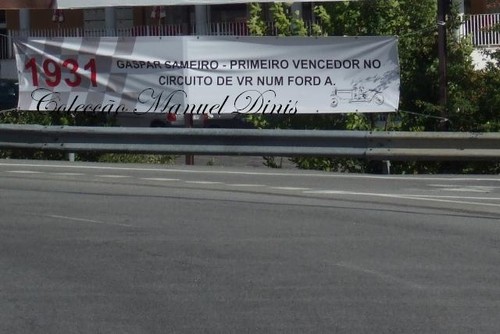 1931
GASPAR SAMEIRO - PRIMEIRO VENCEDOR NO
CIRCUITO DE VR NUM FORD A.
Colecção Manuel Dinis